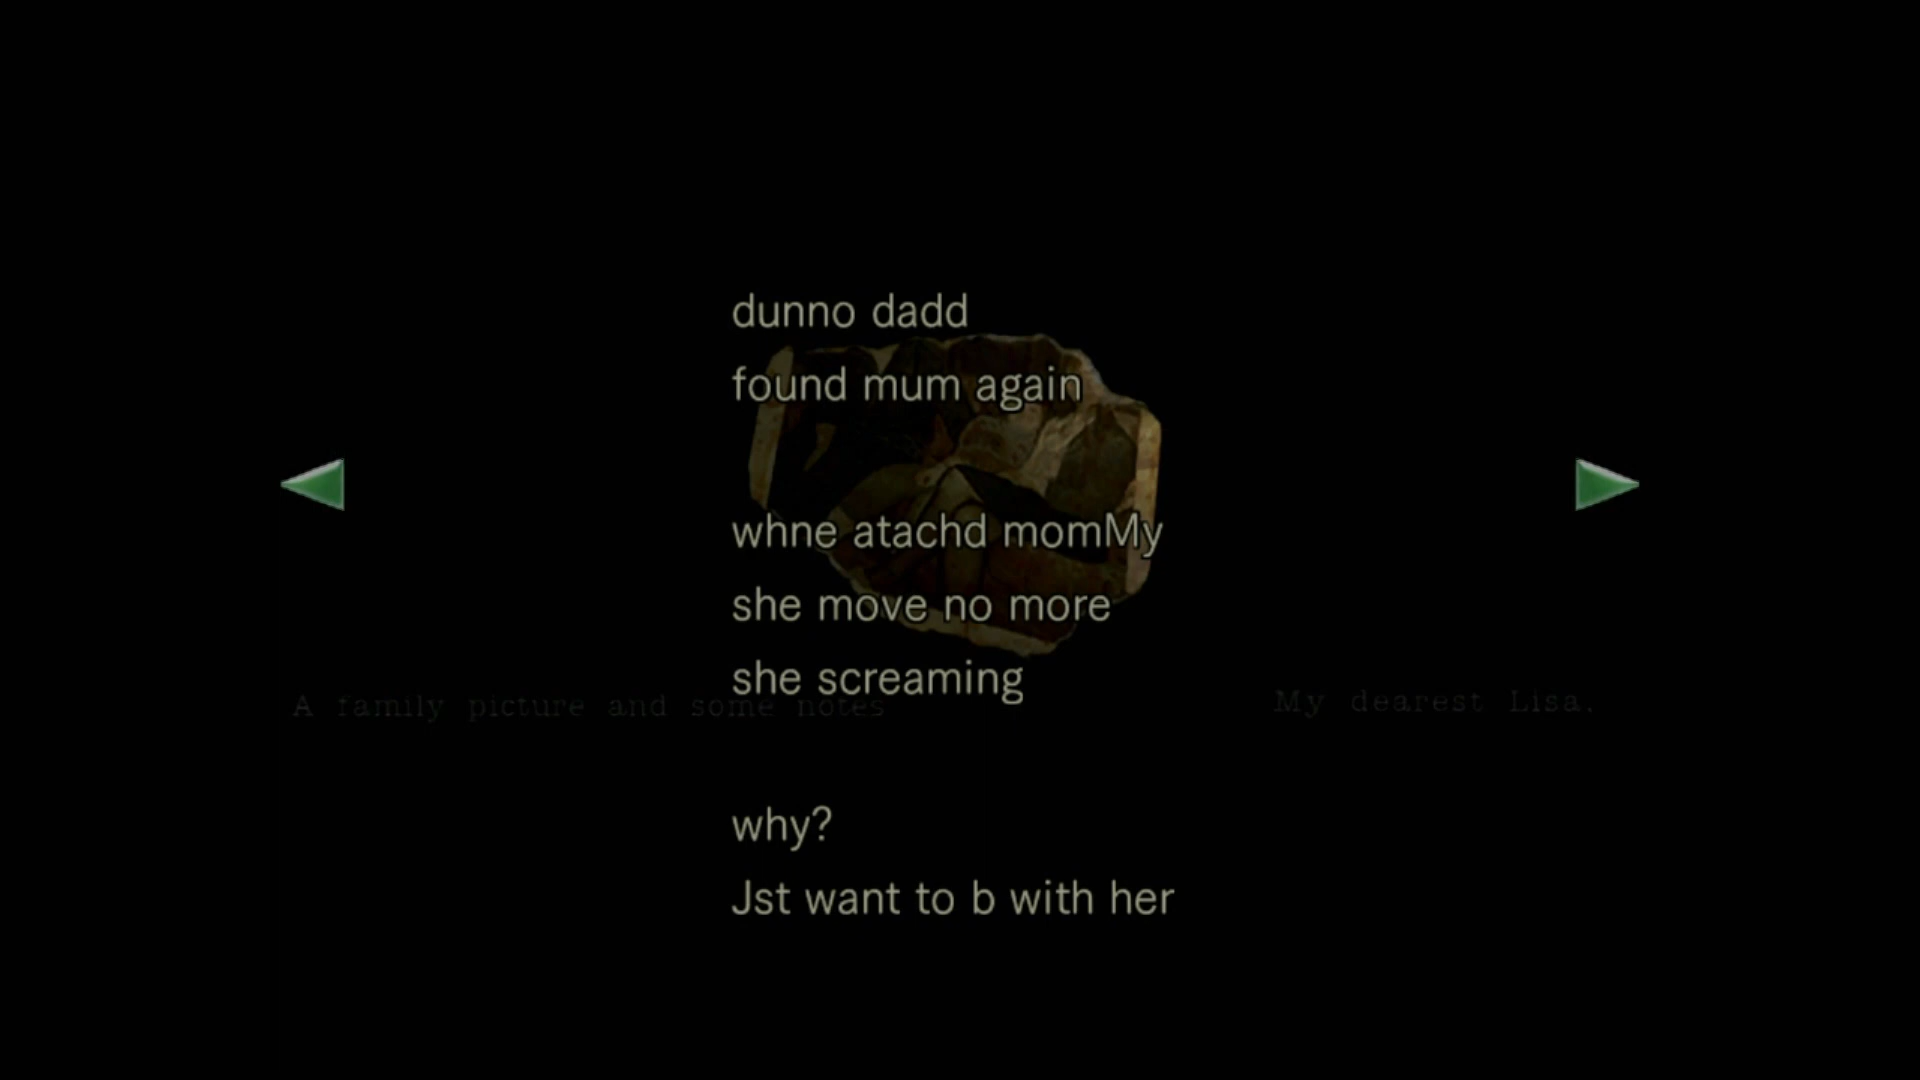 dunno dadd
found mum again
whne atachd momMy
she move no more
she screaming
A family picture and some notes
My dearest Lisa.
why?
Jst want to b with her